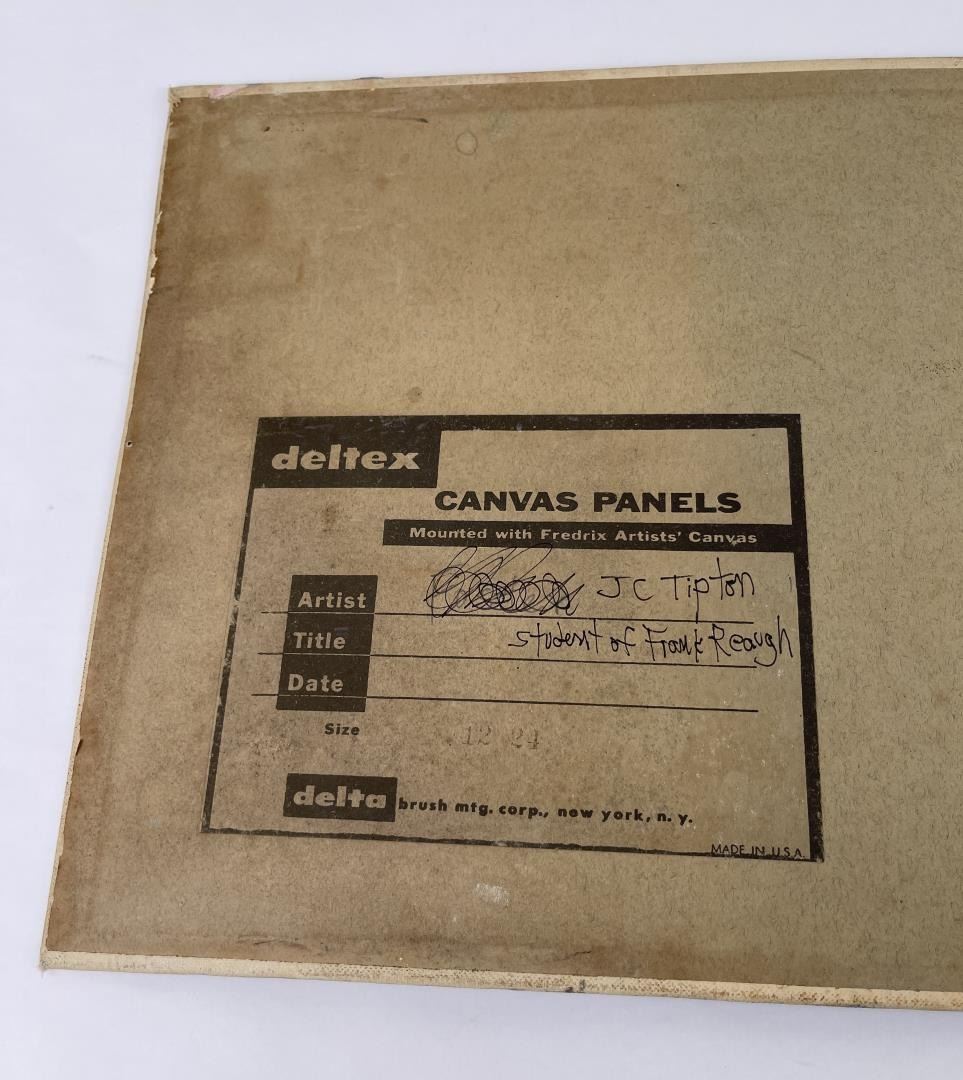 deltex
CANVAS PANELS
Mounted with Fredrix Artists' Canvas
Artist JC Tipton
Title student of Frank Reaugh
Date
Size 12 24
delta brush mfg. corp., new york, n. y.
MADE IN U.S.A.